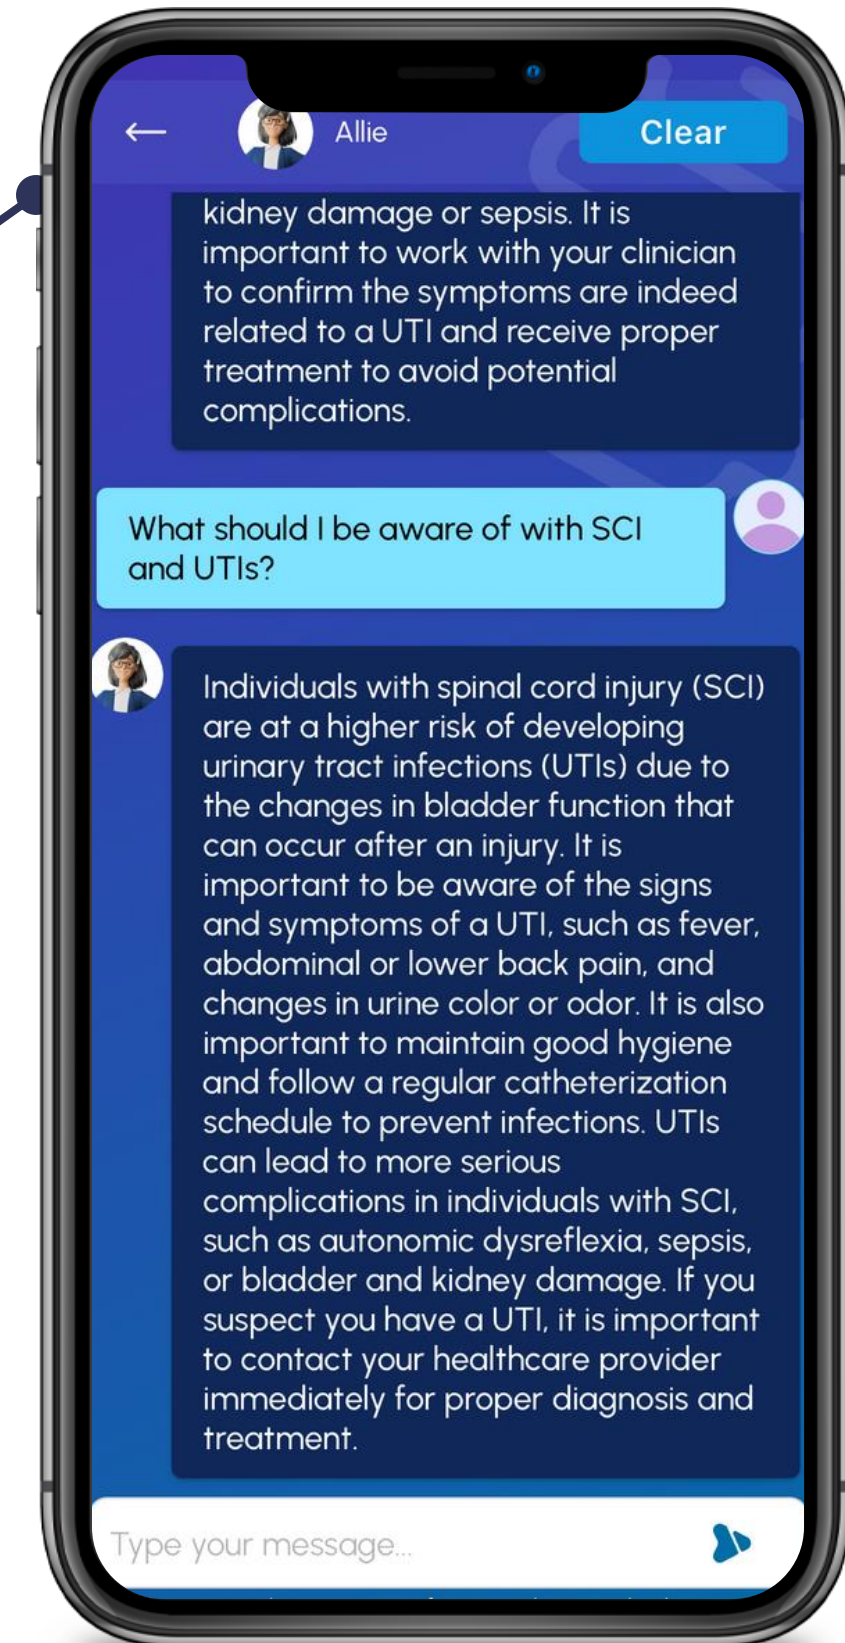 Allie
Clear
kidney damage or sepsis. It is
important to work with your clinician
to confirm the symptoms are indeed
related to a UTI and receive proper
treatment to avoid potential
complications.
What should I be aware of with SCI
and UTIs?
Individuals with spinal cord injury (SCI)
are at a higher risk of developing
urinary tract infections (UTIs) due to
the changes in bladder function that
can occur after an injury. It is
important to be aware of the signs
and symptoms of a UTI, such as fever,
abdominal or lower back pain, and
changes in urine color or odor. It is also
important to maintain good hygiene
and follow a regular catheterization
schedule to prevent infections. UTIs
can lead to more serious
complications in individuals with SCI,
such as autonomic dysreflexia, sepsis,
or bladder and kidney damage. If you
suspect you have a UTI, it is important
to contact your healthcare provider
immediately for proper diagnosis and
treatment.
Type your message...